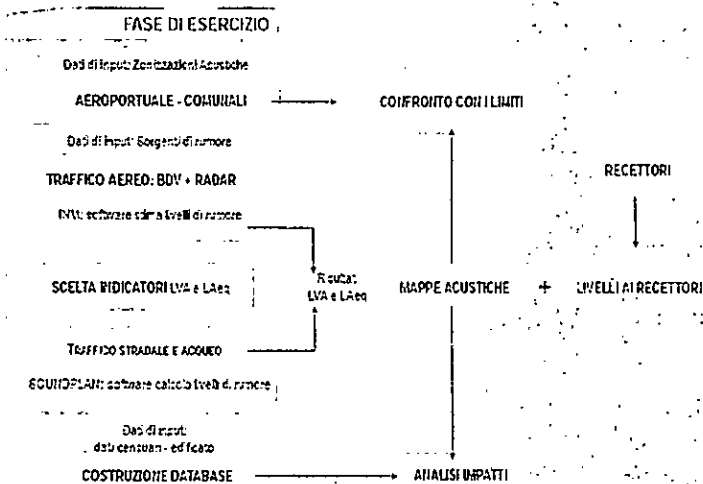 FASE DI ESERCIZIO
Dati di Input: Zonizzazioni Acustiche
AEROPORTUALE - COMUNALI
CONFRONTO CON I LIMITI
Dati di Input: Sorgenti di rumore
RECETTORI
TRAFFICO AEREO: BDV + RADAR
INM: software stima livelli di rumore
SCELTA INDICATORI LVA e LAeq
Risultati
LVA e LAeq
MAPPE ACUSTICHE + LIVELLI AI RECETTORI
TRAFFICO STRADALE E ACQUEO
SOUNDPLAN: software calcolo livelli di rumore
Dati di input:
dati censuari - edificato
COSTRUZIONE DATABASE
ANALISI IMPATTI